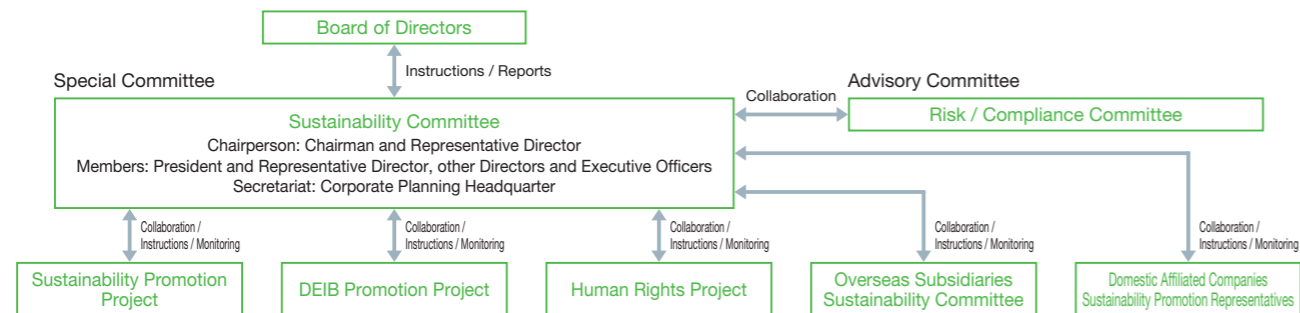 Board of Directors
Instructions / Reports
Special Committee
Advisory Committee
Collaboration
Risk / Compliance Committee
Sustainability Committee
Chairperson: Chairman and Representative Director
Members: President and Representative Director, other Directors and Executive Officers
Secretariat: Corporate Planning Headquarter
Collaboration /
Instructions / Monitoring
Collaboration /
Instructions / Monitoring
Collaboration /
Instructions / Monitoring
Collaboration /
Instructions / Monitoring
Collaboration /
Instructions / Monitoring
Sustainability Promotion
Project
DEIB Promotion Project
Human Rights Project
Overseas Subsidiaries
Sustainability Committee
Domestic Affiliated Companies
Sustainability Promotion Representatives